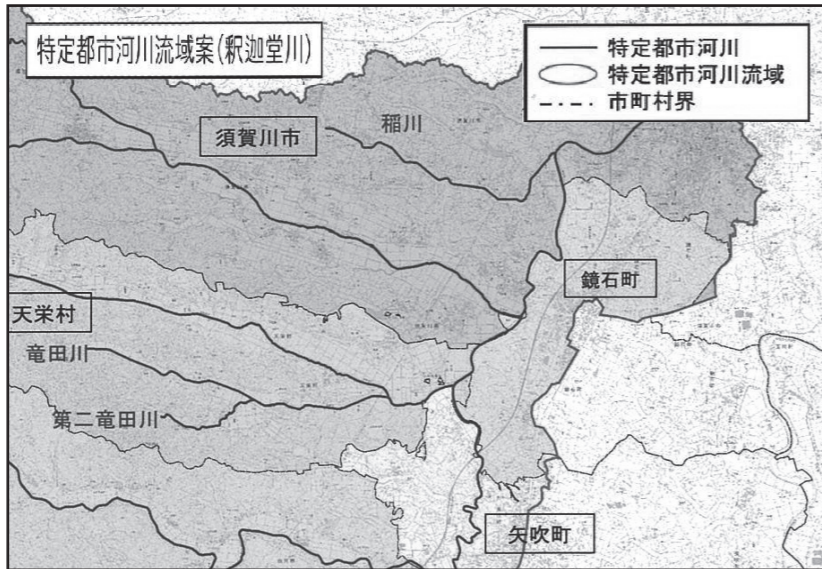 特定都市河川流域案(釈迦堂川)
特定都市河川
特定都市河川流域
市町村界
稲川
須賀川市
鏡石町
天栄村
竜田川
第二竜田川
矢吹町